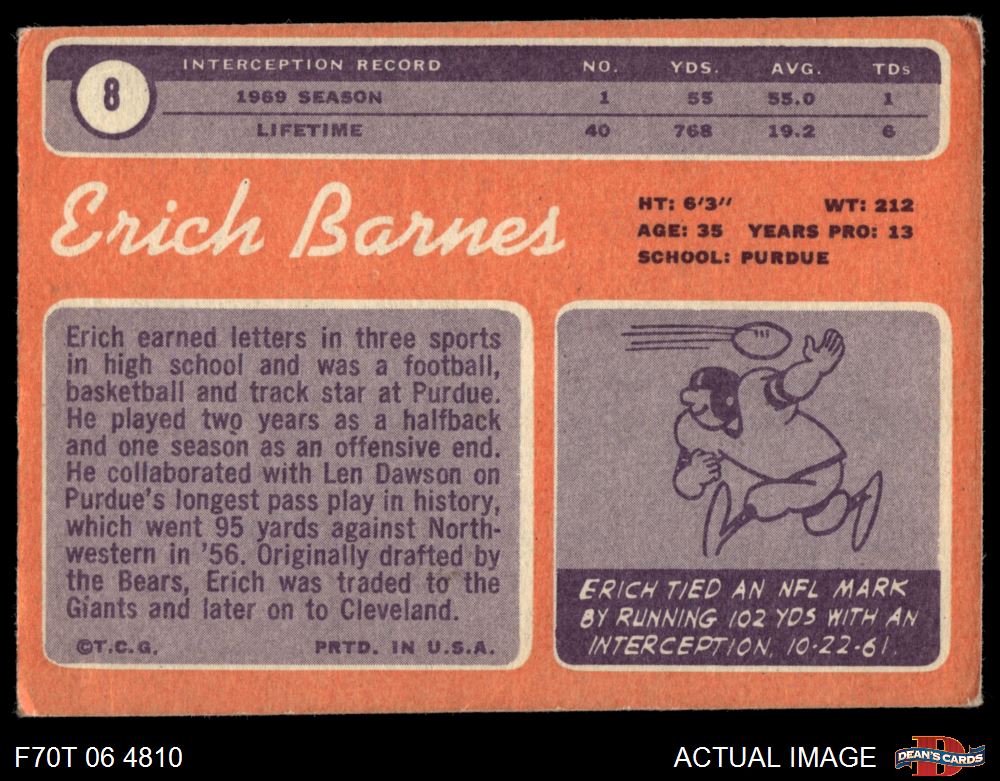 8
INTERCEPTION RECORD NO. YDS. AVG. TDs
1969 SEASON 1 55 55.0 1
LIFETIME 40 768 19.2 6
Erich Barnes
HT: 6'3" WT: 212
AGE: 35 YEARS PRO: 13
SCHOOL: PURDUE
Erich earned letters in three sports
in high school and was a football,
basketball and track star at Purdue.
He played two years as a halfback
and one season as an offensive end.
He collaborated with Len Dawson on
Purdue's longest pass play in history,
which went 95 yards against North-
western in '56. Originally drafted by
the Bears, Erich was traded to the
Giants and later on to Cleveland.
©T.C.G. PRTD. IN U.S.A.
ERICH TIED AN NFL MARK
BY RUNNING 102 YDS WITH AN
INTERCEPTION, 10-22-61.
F70T 06 4810
ACTUAL IMAGE
D
DEAN'S CARDS